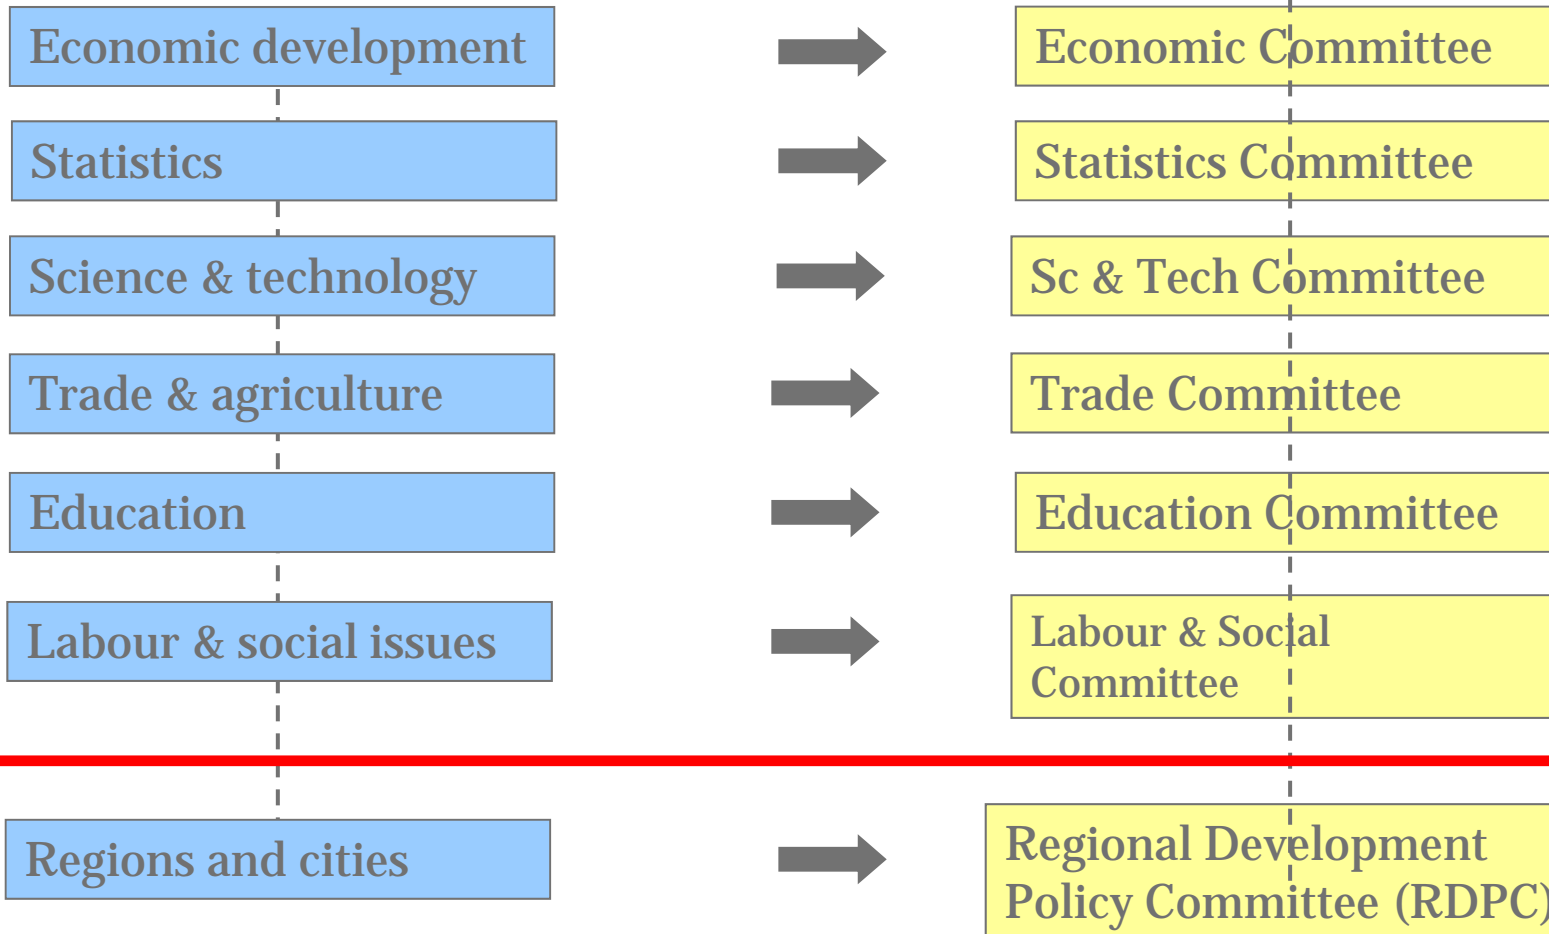 Economic development
Economic Committee
Statistics
Statistics Committee
Science & technology
Sc & Tech Committee
Trade & agriculture
Trade Committee
Education
Education Committee
Labour & social issues
Labour & Social
Committee
Regions and cities
Regional Development
Policy Committee (RDPC)